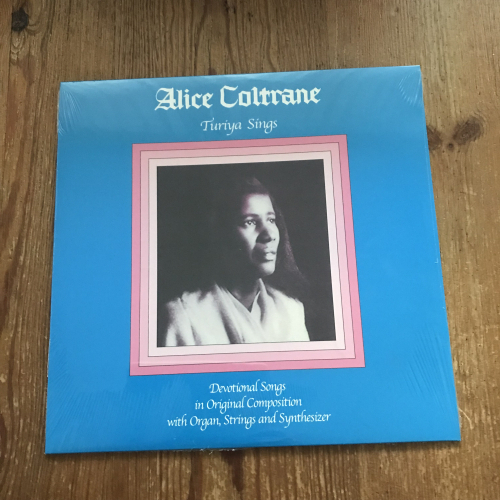 Alice Coltrane
Turiya Sings
Devotional Songs
in Original Composition
with Organ, Strings and Synthesizer